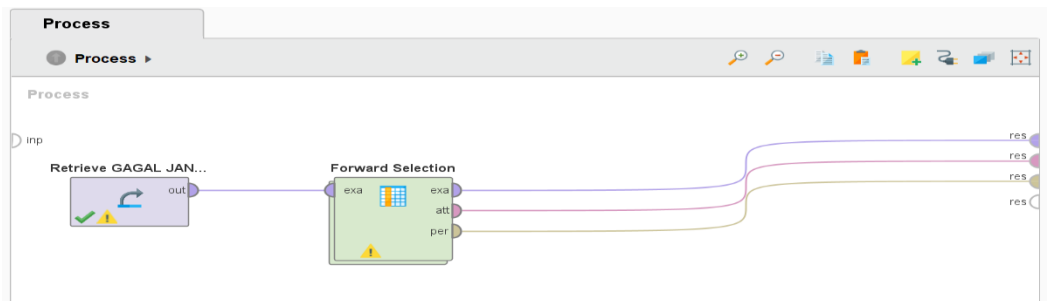 Process
Process
Process
inp
Retrieve GAGAL JAN...
out
Forward Selection
exa
exa
att
per
res
res
res
res